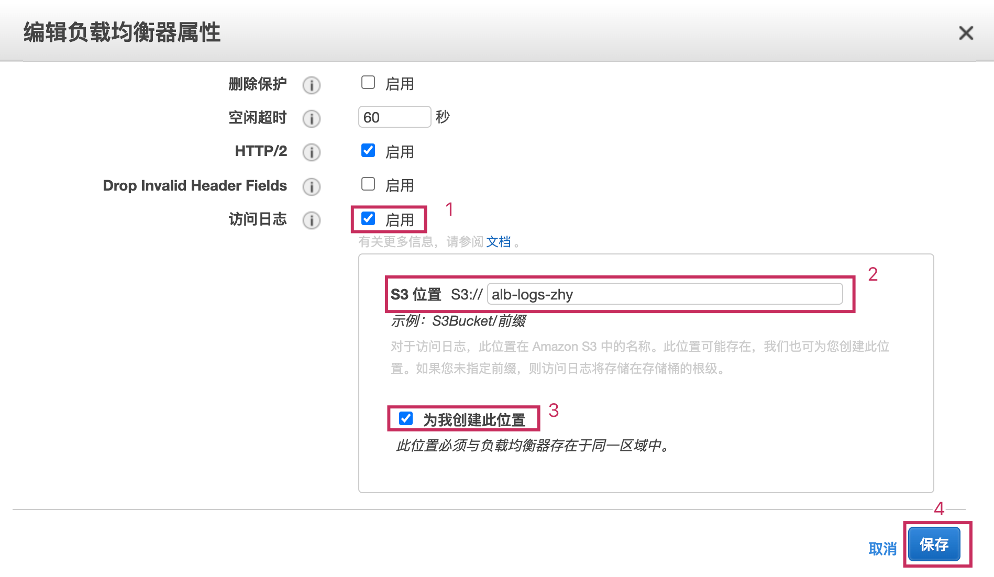 编辑负载均衡器属性
删除保护 启用
空闲超时 60 秒
HTTP/2 启用
Drop Invalid Header Fields 启用
访问日志 启用 1
有关更多信息，请参阅 文档 。
S3 位置 S3:// alb-logs-zhy 2
示例：S3Bucket/前缀
对于访问日志，此位置在 Amazon S3 中的名称。此位置可能存在，我们也可为您创建此位
置。如果您未指定前缀，则访问日志将存储在存储桶的根级。
为我创建此位置 3
此位置必须与负载均衡器存在于同一区域中。
4
取消 保存